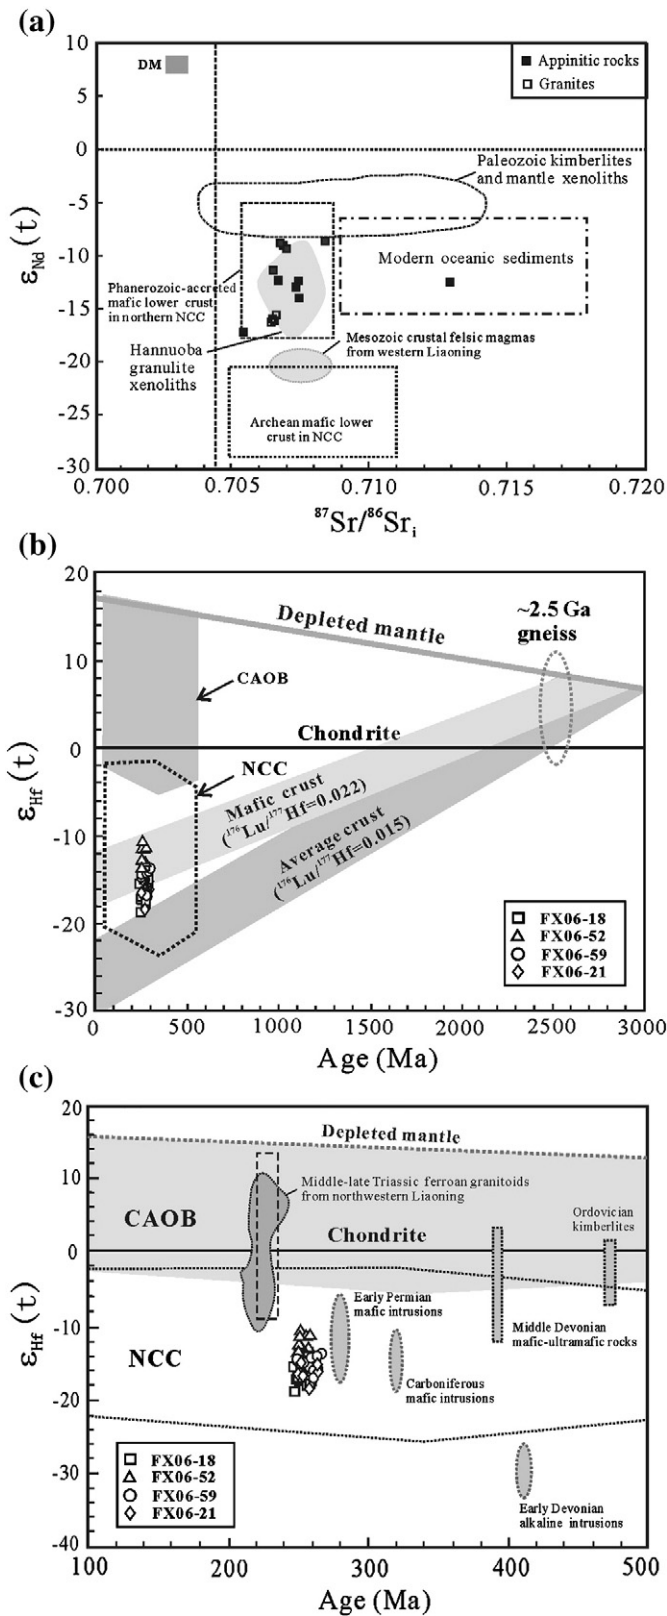 (a)
10
5
0
-5
-10
-15
-20
-25
-30
εNd(t)
DM
Appinitic rocks
Granites
Paleozoic kimberlites
and mantle xenoliths
Modern oceanic sediments
Phanerozoic-accreted
mafic lower crust
in northern NCC
Hannuoba
granulite
xenoliths
Mesozoic crustal felsic magmas
from western Liaoning
Archean mafic lower
crust in NCC
0.700 0.705 0.710 0.715 0.720
⁸⁷Sr/⁸⁶Sri
(b)
20
10
0
-10
-20
-30
εHf(t)
Depleted mantle
~2.5 Ga
gneiss
CAOB
Chondrite
NCC
Mafic crust
(¹⁷⁶Lu/¹⁷⁷Hf=0.022)
Average crust
(¹⁷⁶Lu/¹⁷⁷Hf=0.015)
FX06-18
FX06-52
FX06-59
FX06-21
0 500 1000 1500 2000 2500 3000
Age (Ma)
(c)
20
10
0
-10
-20
-30
-40
εHf(t)
Depleted mantle
Middle-late Triassic ferroan granitoids
from northwestern Liaoning
CAOB
Chondrite
Ordovician
kimberlites
Early Permian
mafic intrusions
Middle Devonian
mafic-ultramafic rocks
NCC
Carboniferous
mafic intrusions
FX06-18
FX06-52
FX06-59
FX06-21
Early Devonian
alkaline intrusions
100 200 300 400 500
Age (Ma)